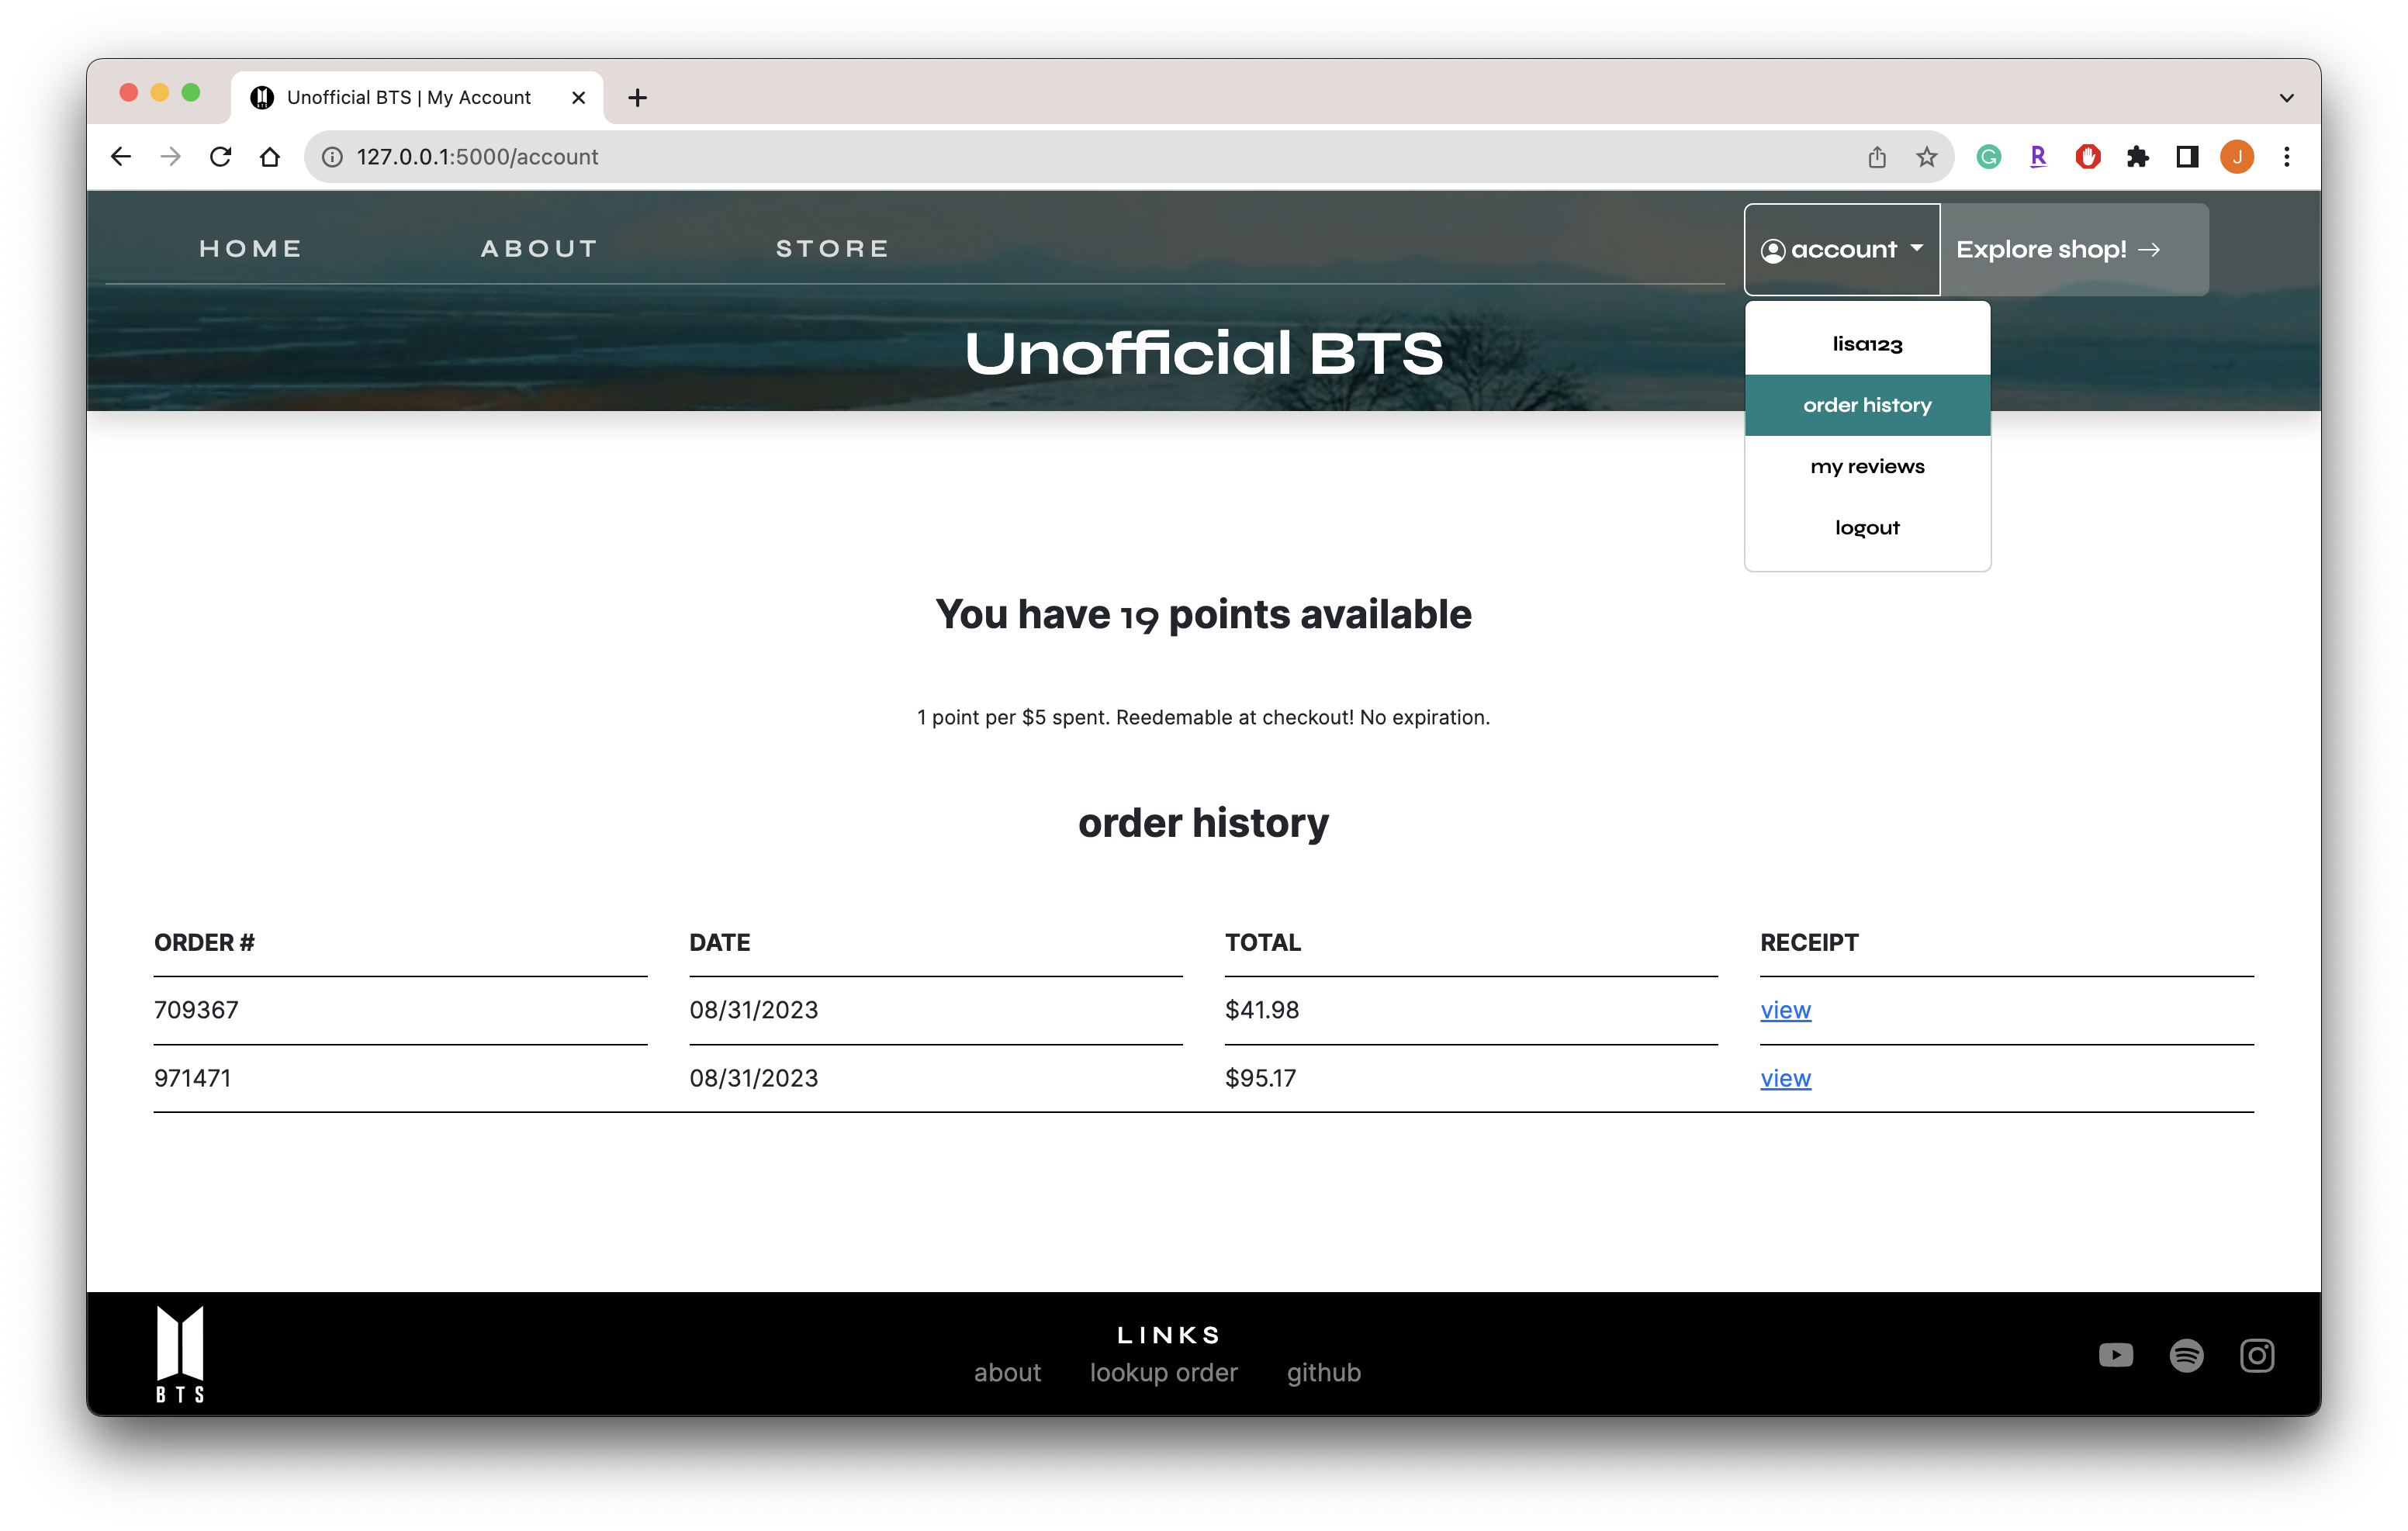 Unofficial BTS | My Account
127.0.0.1:5000/account
J
HOME ABOUT STORE account Explore shop! →
Unofficial BTS
lisa123
order history
my reviews
logout
You have 19 points available
1 point per $5 spent. Reedemable at checkout! No expiration.
order history
ORDER # DATE TOTAL RECEIPT
709367 08/31/2023 $41.98 view
971471 08/31/2023 $95.17 view
BTS
LINKS
about lookup order github